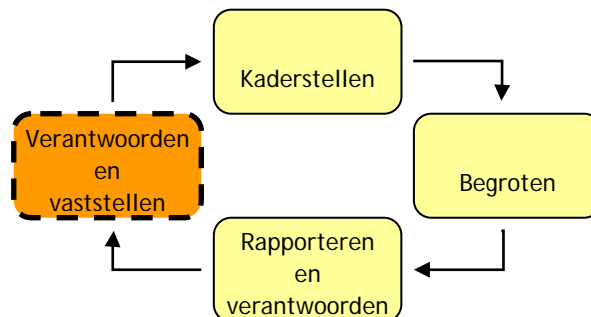 Kaderstellen
Verantwoorden
en
vaststellen
Begroten
Rapporteren
en
verantwoorden